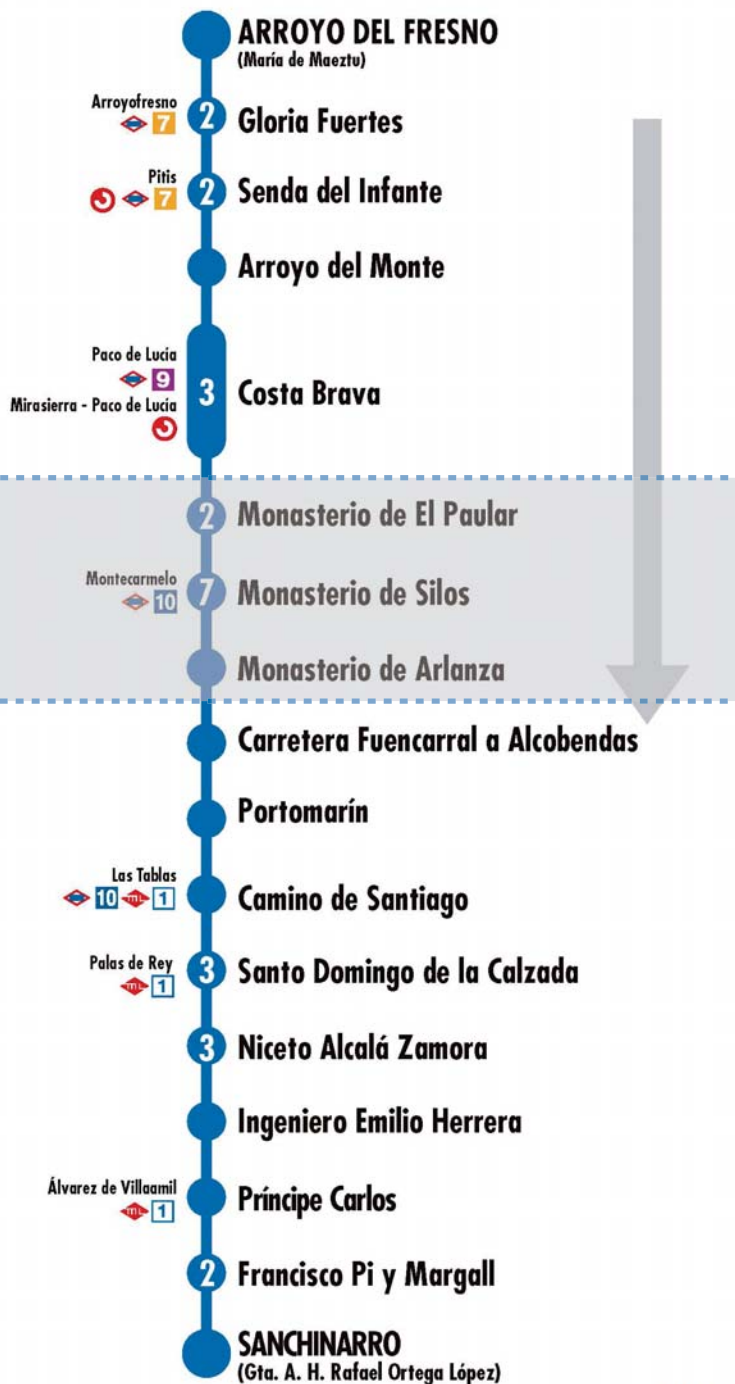 ARROYO DEL FRESNO
(María de Maeztu)
Arroyofresno
7
2
Gloria Fuertes
Pitis
7
2
Senda del Infante
Arroyo del Monte
Paco de Lucía
9
Mirasierra - Paco de Lucía
3
Costa Brava
2
Monasterio de El Paular
Montecarmelo
10
7
Monasterio de Silos
Monasterio de Arlanza
Carretera Fuencarral a Alcobendas
Portomarín
Las Tablas
10 ML 1
Camino de Santiago
Palas de Rey
ML 1
3
Santo Domingo de la Calzada
3
Niceto Alcalá Zamora
Ingeniero Emilio Herrera
Álvarez de Villaamil
ML 1
Príncipe Carlos
2
Francisco Pi y Margall
SANCHINARRO
(Gta. A. H. Rafael Ortega López)